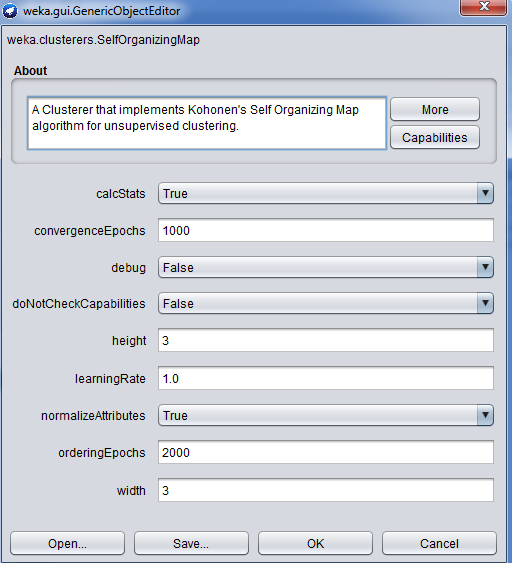 weka.gui.GenericObjectEditor
weka.clusterers.SelfOrganizingMap
About
A Clusterer that implements Kohonen's Self Organizing Map
algorithm for unsupervised clustering.
More
Capabilities
calcStats True
convergenceEpochs 1000
debug False
doNotCheckCapabilities False
height 3
learningRate 1.0
normalizeAttributes True
orderingEpochs 2000
width 3
Open... Save... OK Cancel